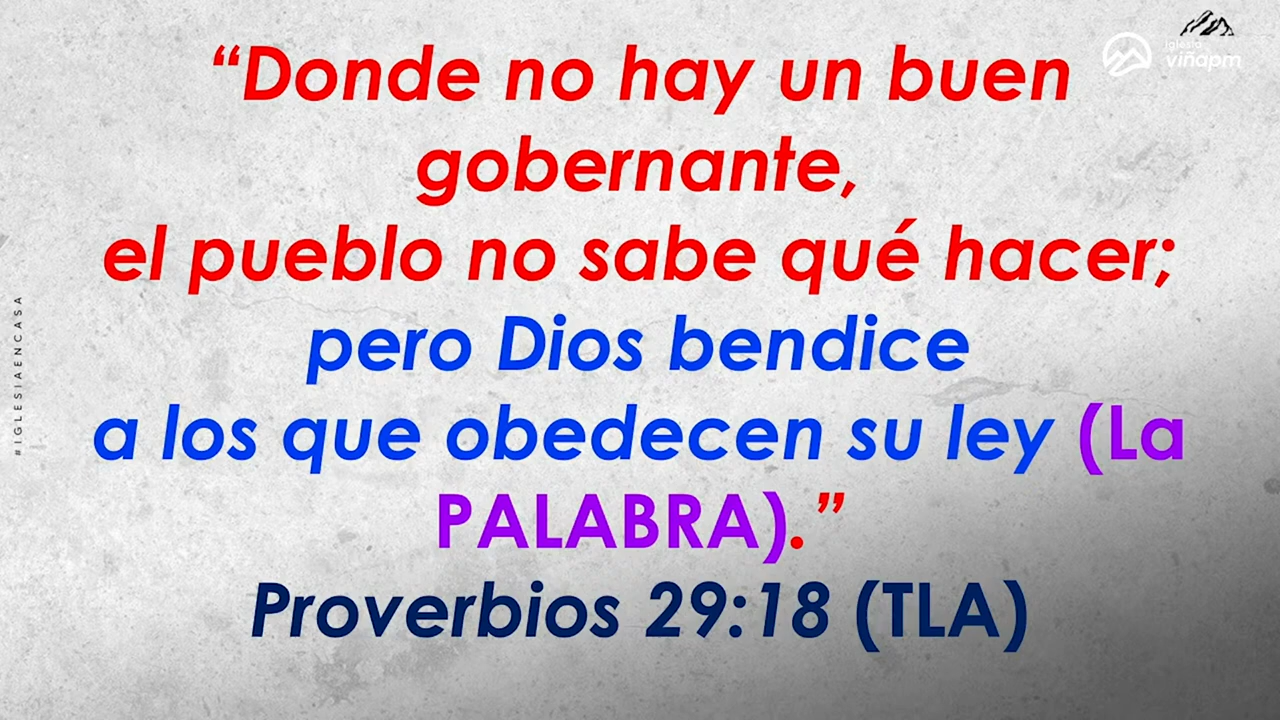 iglesia
viñapm
“Donde no hay un buen
gobernante,
el pueblo no sabe qué hacer;
pero Dios bendice
a los que obedecen su ley (La
PALABRA).”
Proverbios 29:18 (TLA)
#IGLESIAENCASA